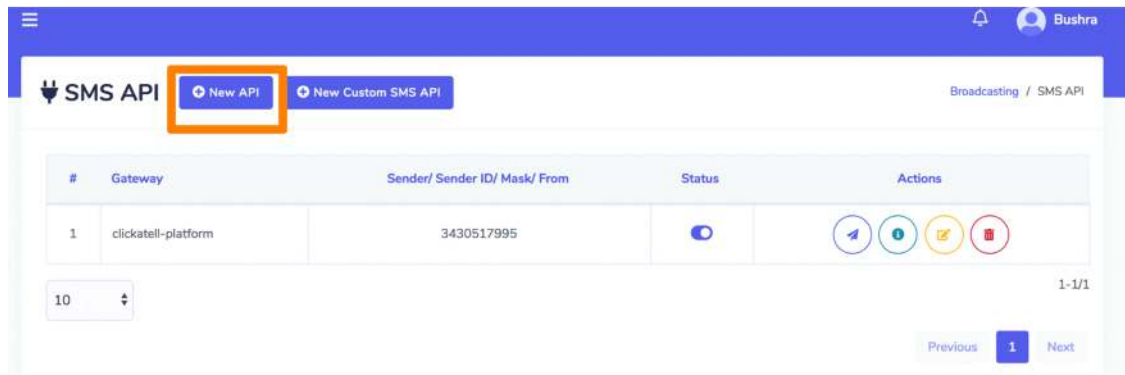 Bushra
SMS API New API New Custom SMS API Broadcasting / SMS API
# Gateway Sender/ Sender ID/ Mask/ From Status Actions
1 clickatell-platform 3430517995
1-1/1
10
Previous 1 Next